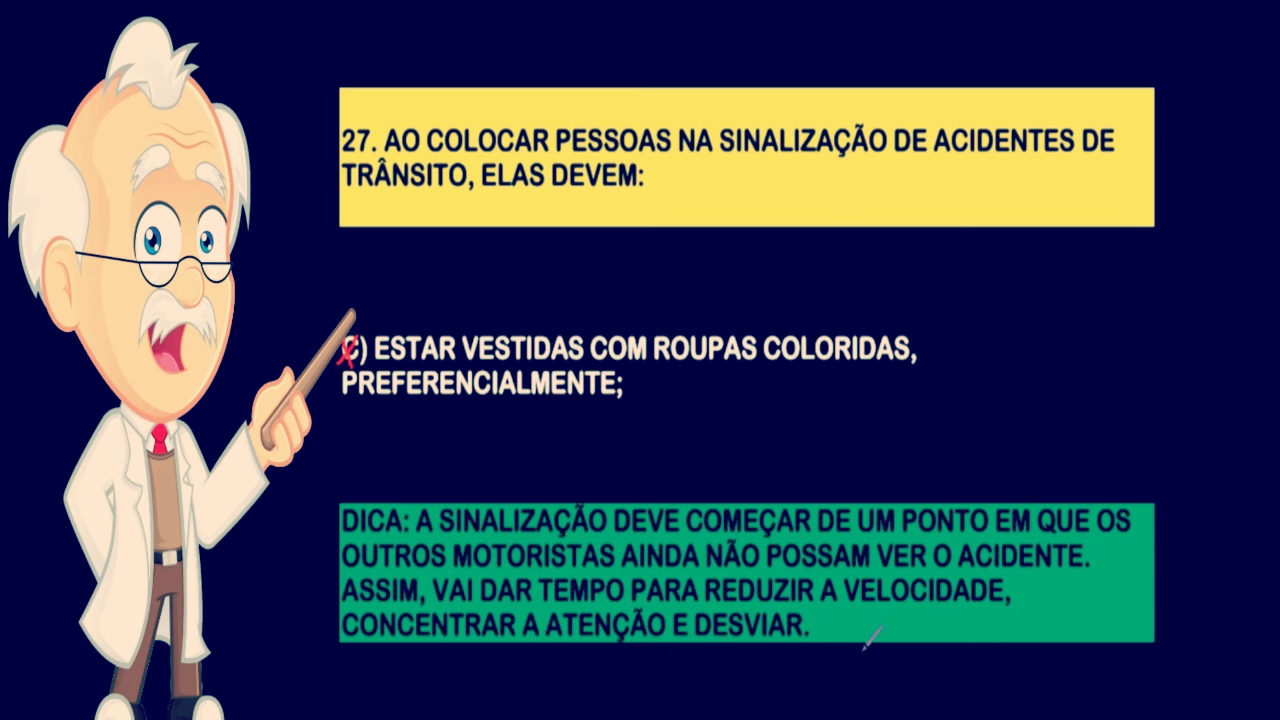 27. AO COLOCAR PESSOAS NA SINALIZAÇÃO DE ACIDENTES DE
TRÂNSITO, ELAS DEVEM:
C) ESTAR VESTIDAS COM ROUPAS COLORIDAS,
PREFERENCIALMENTE;
DICA: A SINALIZAÇÃO DEVE COMEÇAR DE UM PONTO EM QUE OS
OUTROS MOTORISTAS AINDA NÃO POSSAM VER O ACIDENTE.
ASSIM, VAI DAR TEMPO PARA REDUZIR A VELOCIDADE,
CONCENTRAR A ATENÇÃO E DESVIAR.